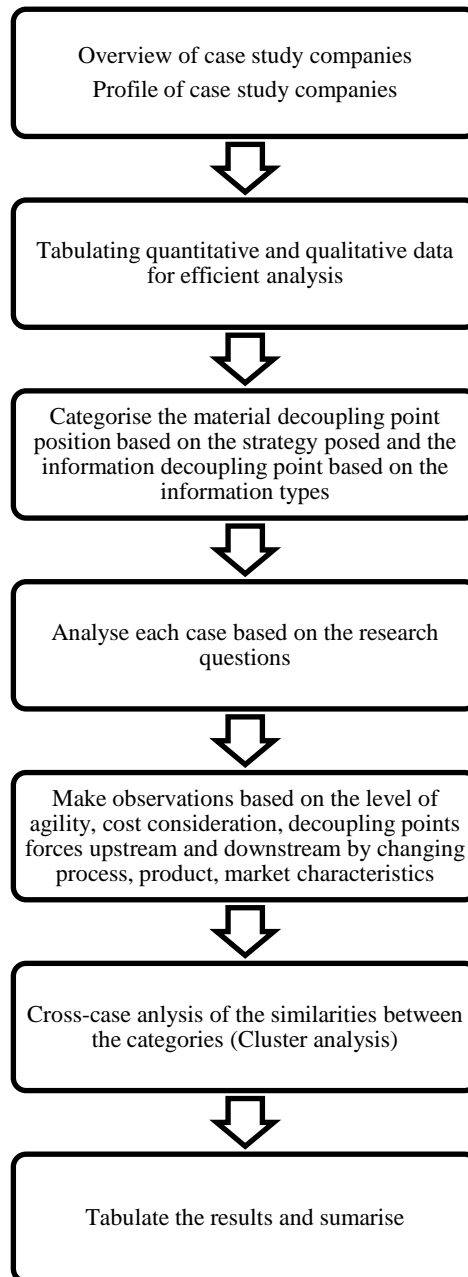 Overview of case study companies
Profile of case study companies
Tabulating quantitative and qualitative data
for efficient analysis
Categorise the material decoupling point
position based on the strategy posed and the
information decoupling point based on the
information types
Analyse each case based on the research
questions
Make observations based on the level of
agility, cost consideration, decoupling points
forces upstream and downstream by changing
process, product, market characteristics
Cross-case anlysis of the similarities between
the categories (Cluster analysis)
Tabulate the results and sumarise